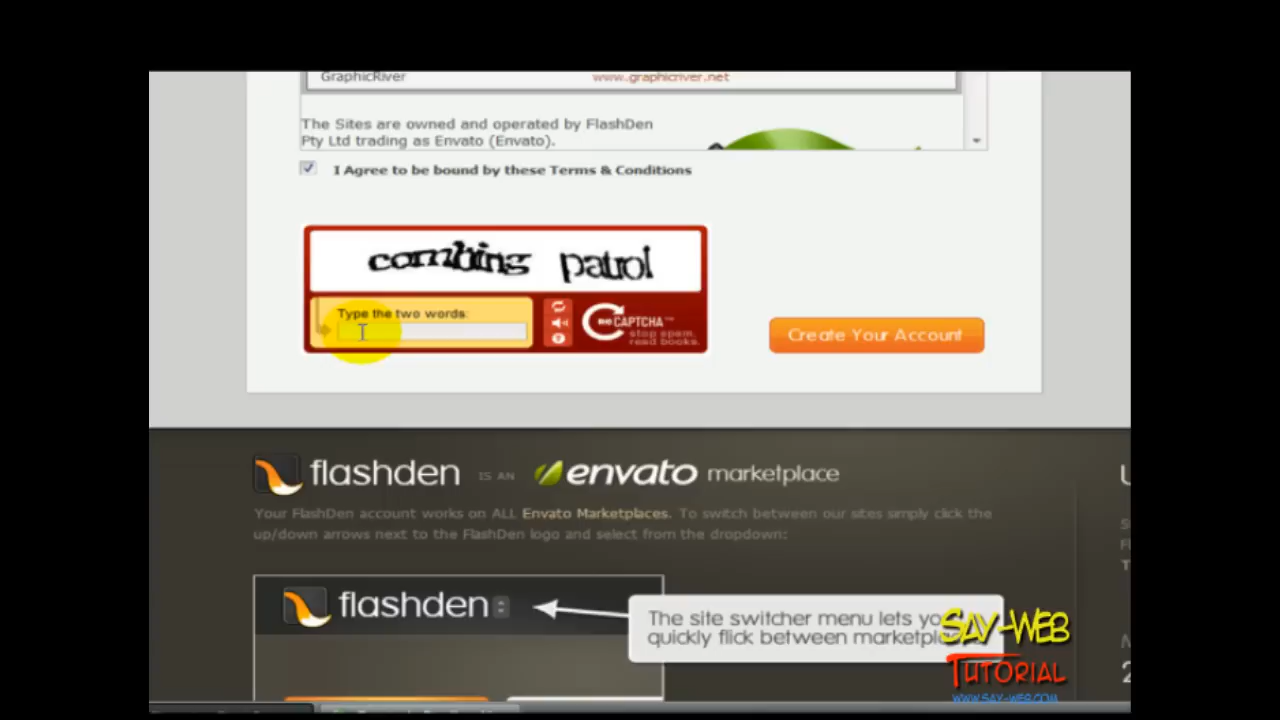 GraphicRiver www.graphicriver.net
The Sites are owned and operated by FlashDen
Pty Ltd trading as Envato (Envato).
I Agree to be bound by these Terms & Conditions
combing patrol
Type the two words:
reCAPTCHA™
stop spam.
read books.
Create Your Account
flashden IS AN envato marketplace
Your FlashDen account works on ALL Envato Marketplaces. To switch between our sites simply click the
up/down arrows next to the FlashDen logo and select from the dropdown:
flashden
The site switcher menu lets yo
quickly flick between marketpla
SAY-WEB
TUTORIAL
WWW.SAY-WEB.COM